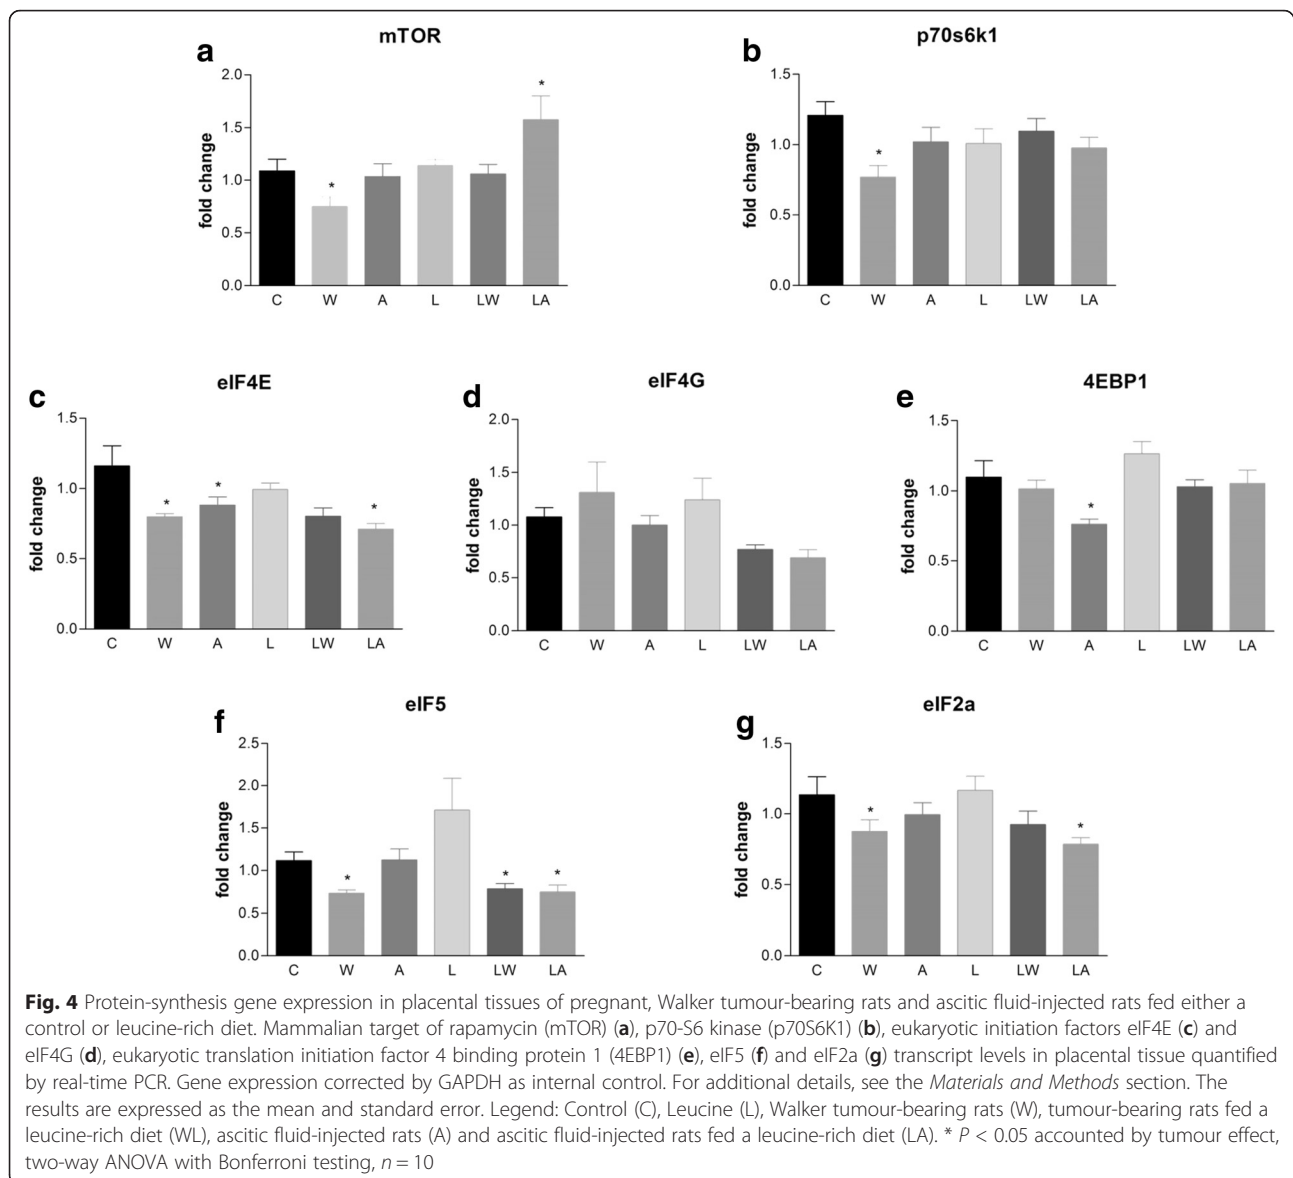 a
mTOR
fold change
2.0
1.5
1.0
0.5
0.0
*
*
C W A L LW LA
b
p70s6k1
fold change
1.5
1.0
0.5
0.0
*
C W A L LW LA
c
eIF4E
fold change
1.5
1.0
0.5
0.0
* * *
C W A L LW LA
d
eIF4G
fold change
2.0
1.5
1.0
0.5
0.0
C W A L LW LA
e
4EBP1
fold change
1.5
1.0
0.5
0.0
*
C W A L LW LA
f
eIF5
fold change
2.5
2.0
1.5
1.0
0.5
0.0
* * *
C W A L LW LA
g
eIF2a
fold change
1.5
1.0
0.5
0.0
* *
C W A L LW LA
Fig. 4 Protein-synthesis gene expression in placental tissues of pregnant, Walker tumour-bearing rats and ascitic fluid-injected rats fed either a
control or leucine-rich diet. Mammalian target of rapamycin (mTOR) (a), p70-S6 kinase (p70S6K1) (b), eukaryotic initiation factors eIF4E (c) and
eIF4G (d), eukaryotic translation initiation factor 4 binding protein 1 (4EBP1) (e), eIF5 (f) and eIF2a (g) transcript levels in placental tissue quantified
by real-time PCR. Gene expression corrected by GAPDH as internal control. For additional details, see the Materials and Methods section. The
results are expressed as the mean and standard error. Legend: Control (C), Leucine (L), Walker tumour-bearing rats (W), tumour-bearing rats fed a
leucine-rich diet (WL), ascitic fluid-injected rats (A) and ascitic fluid-injected rats fed a leucine-rich diet (LA). * P < 0.05 accounted by tumour effect,
two-way ANOVA with Bonferroni testing, n = 10